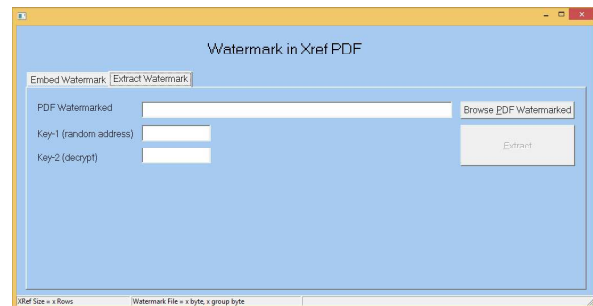 Watermark in Xref PDF
Embed Watermark Extract Watermark
PDF Watermarked Browse PDF Watermarked
Key-1 (random address)
Extract
Key-2 (decrypt)
XRef Size = x Rows Watermark File = x byte, x group byte